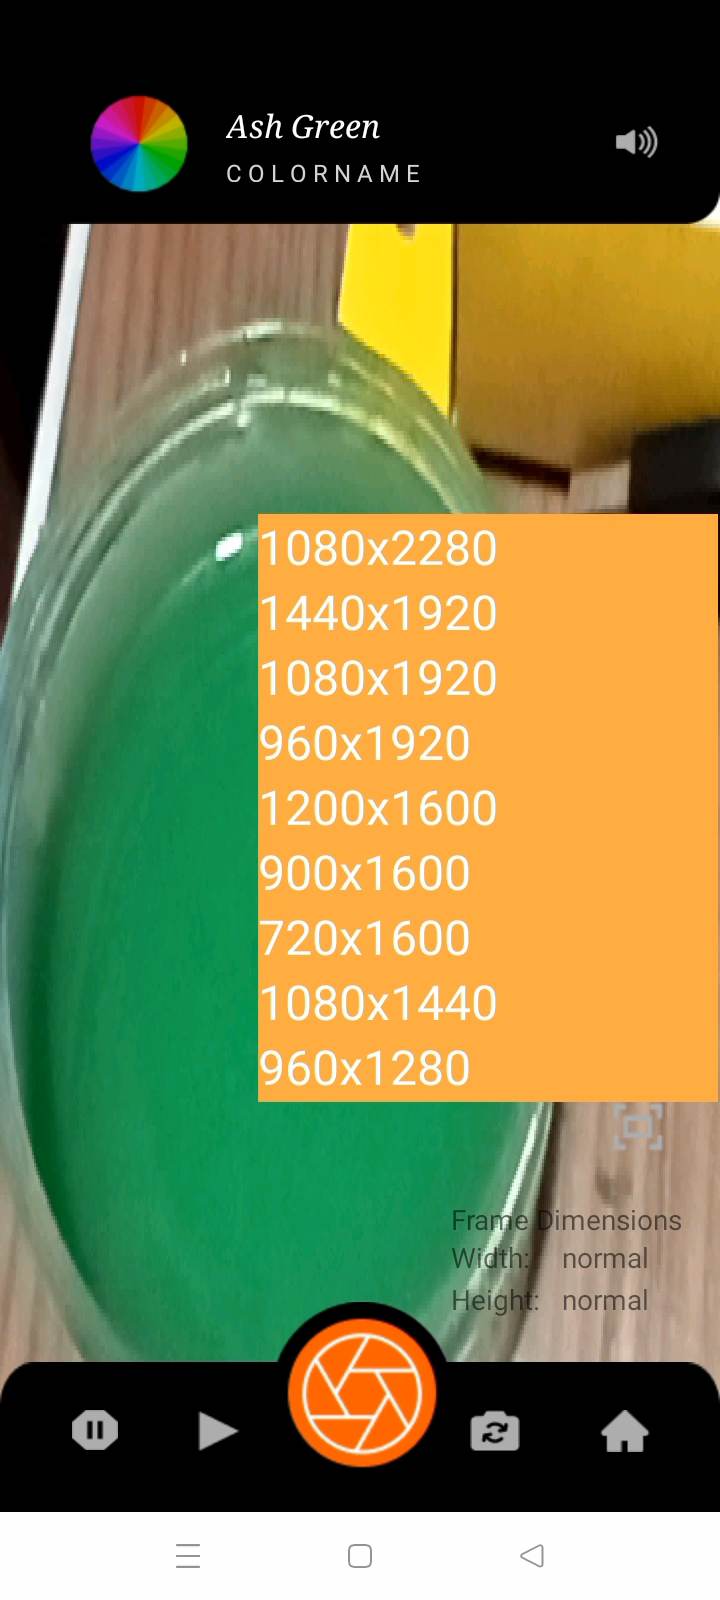 Ash Green
COLORNAME
1080x2280
1440x1920
1080x1920
960x1920
1200x1600
900x1600
720x1600
1080x1440
960x1280
Frame Dimensions
Width: normal
Height: normal